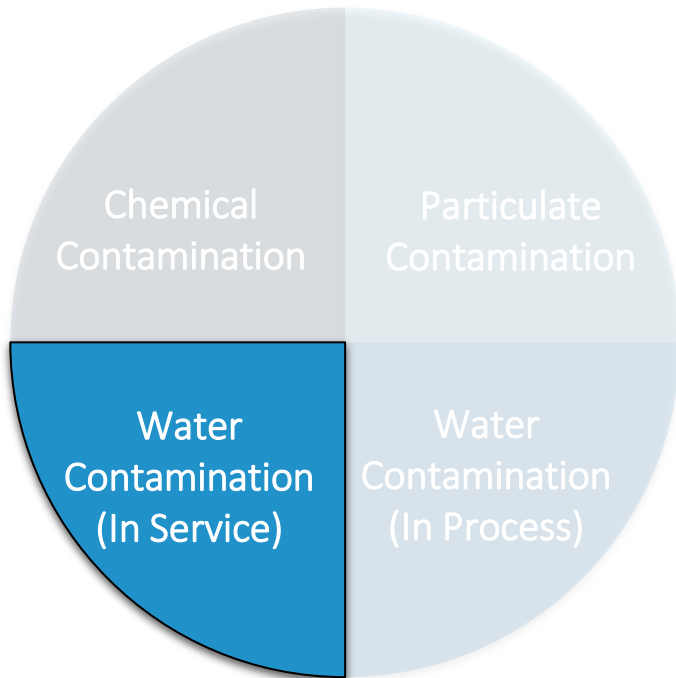 Chemical
Contamination
Particulate
Contamination
Water
Contamination
(In Service)
Water
Contamination
(In Process)